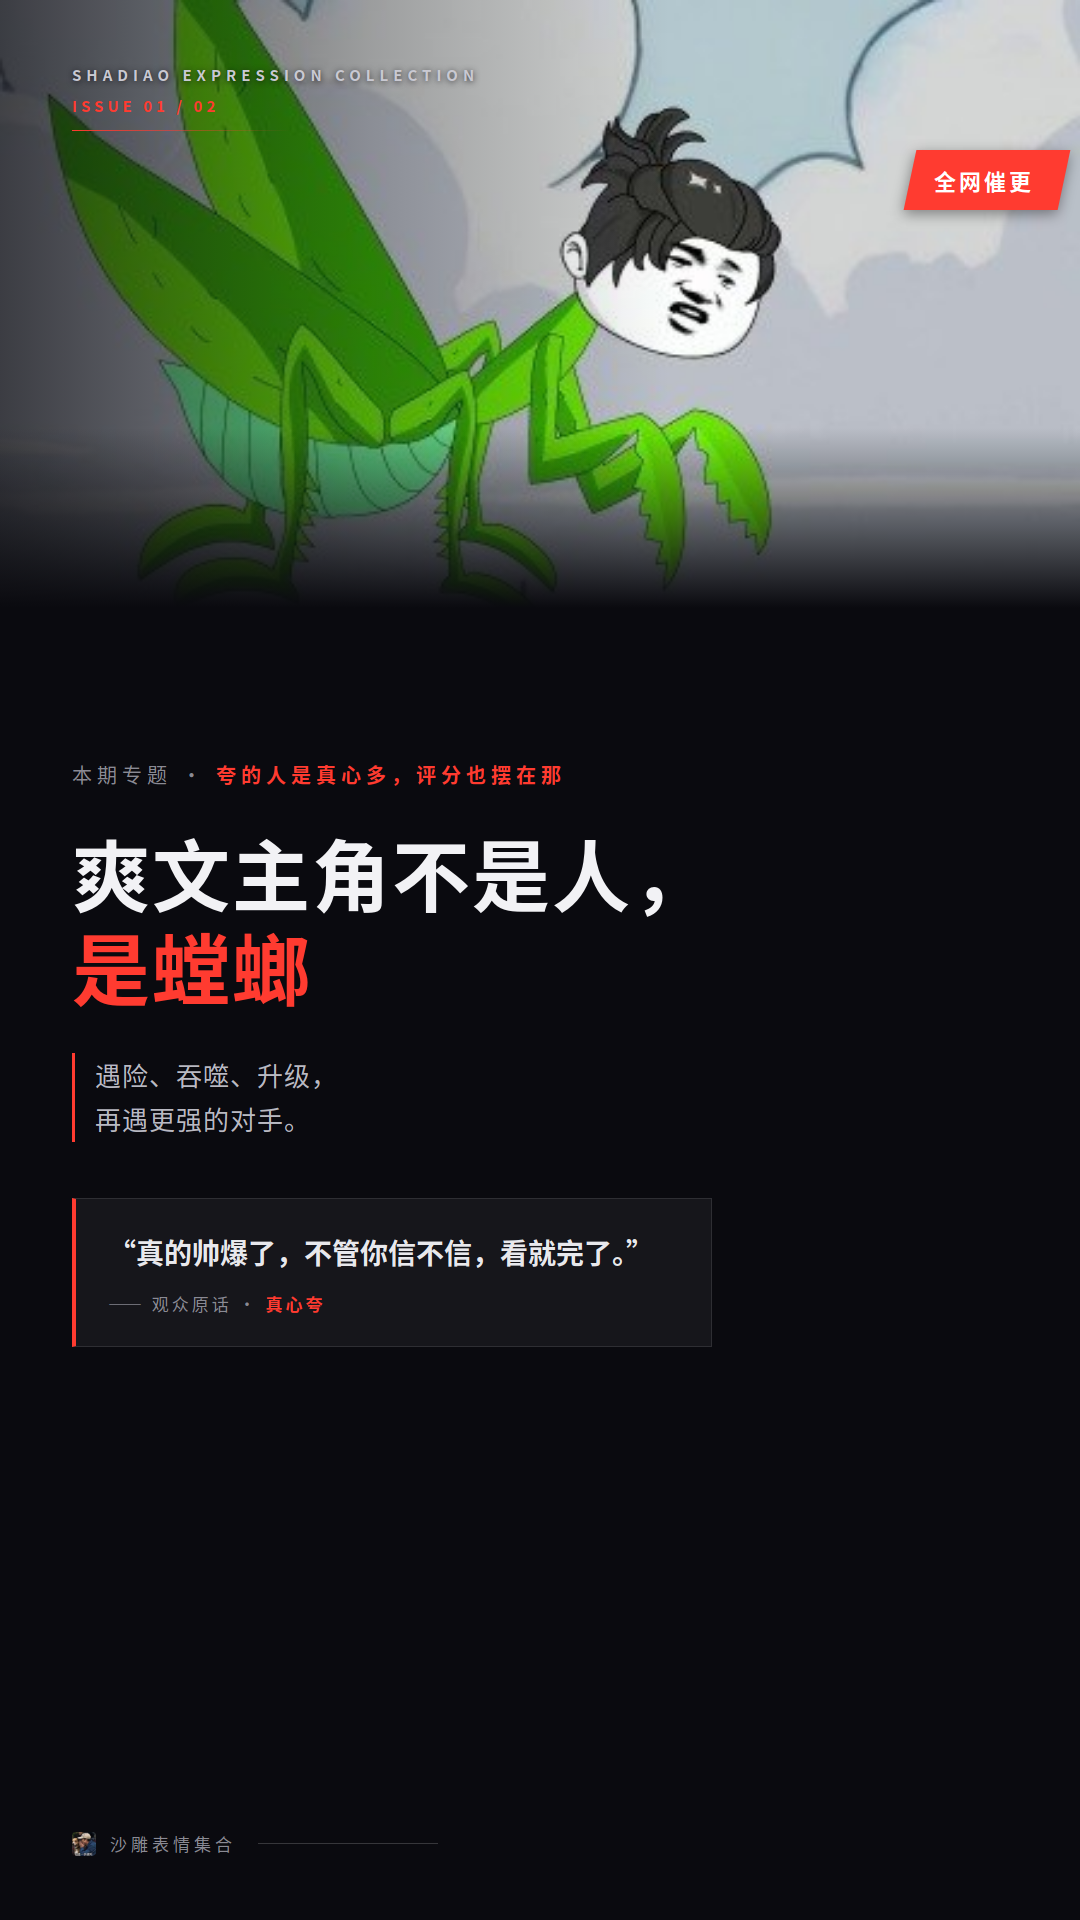 SHADIAO EXPRESSION COLLECTION
ISSUE 01 / 02
全网催更
本期专题 · 夸的人是真心多，评分也摆在那
爽文主角不是人，
是螳螂
遇险、吞噬、升级，
再遇更强的对手。
“真的帅爆了，不管你信不信，看就完了。”
—— 观众原话 · 真心夸
沙雕表情集合